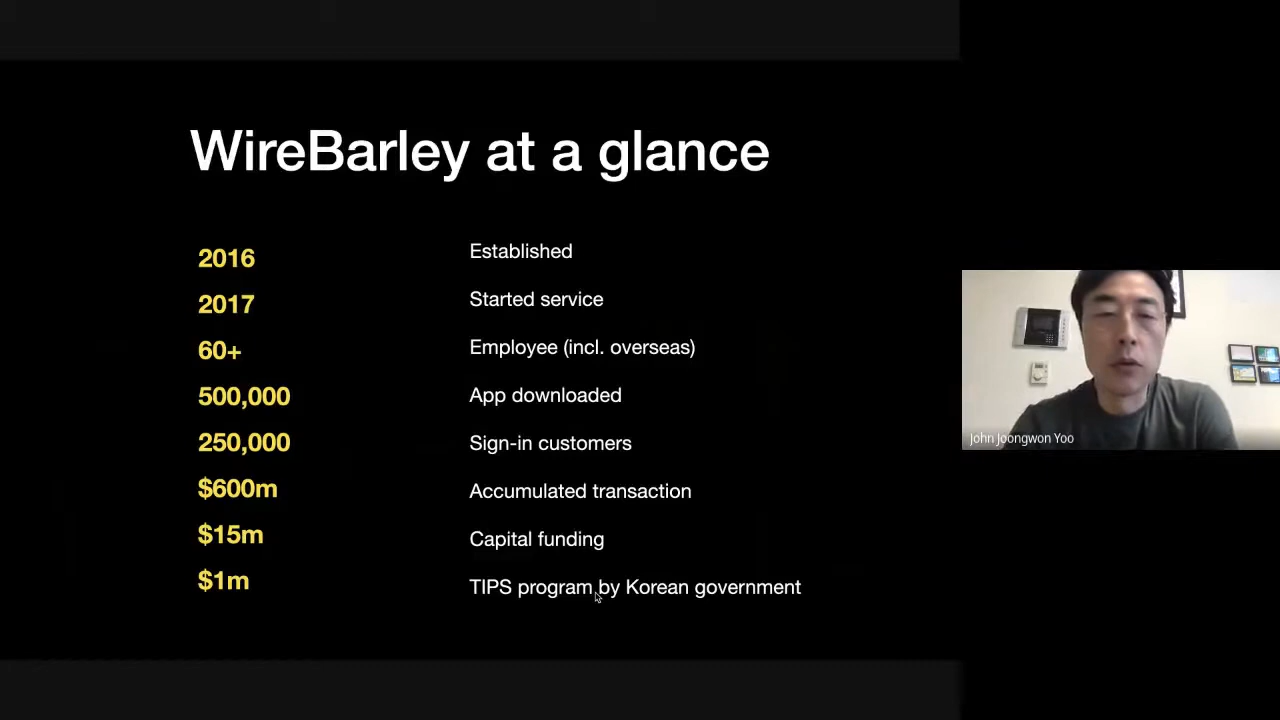 WireBarley at a glance
2016 Established
2017 Started service
60+ Employee (incl. overseas)
500,000 App downloaded
250,000 Sign-in customers
$600m Accumulated transaction
$15m Capital funding
$1m TIPS program by Korean government
John Joongwon Yoo